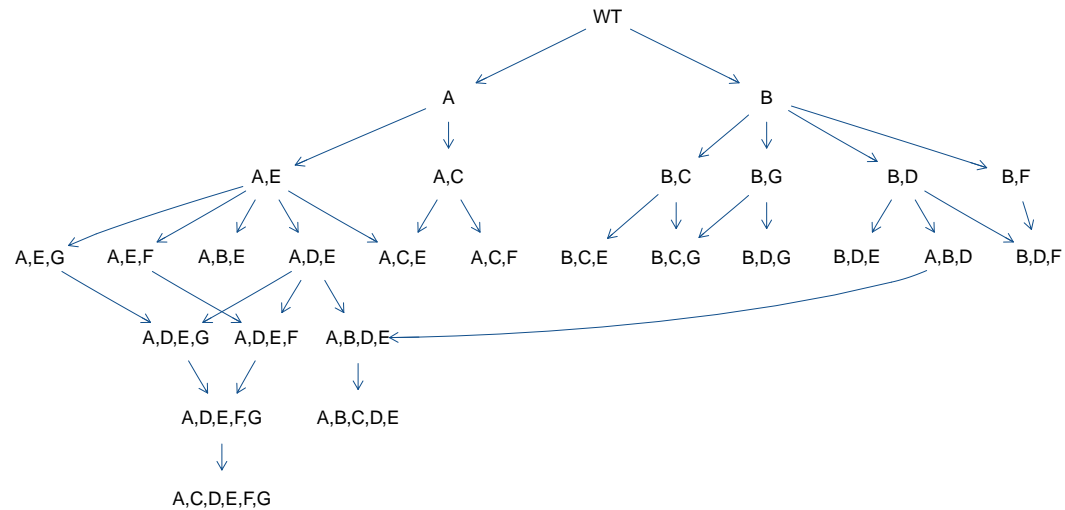 WT
A B
A,E A,C B,C B,G B,D B,F
A,E,G A,E,F A,B,E A,D,E A,C,E A,C,F B,C,E B,C,G B,D,G B,D,E A,B,D B,D,F
A,D,E,G A,D,E,F A,B,D,E
A,D,E,F,G A,B,C,D,E
A,C,D,E,F,G